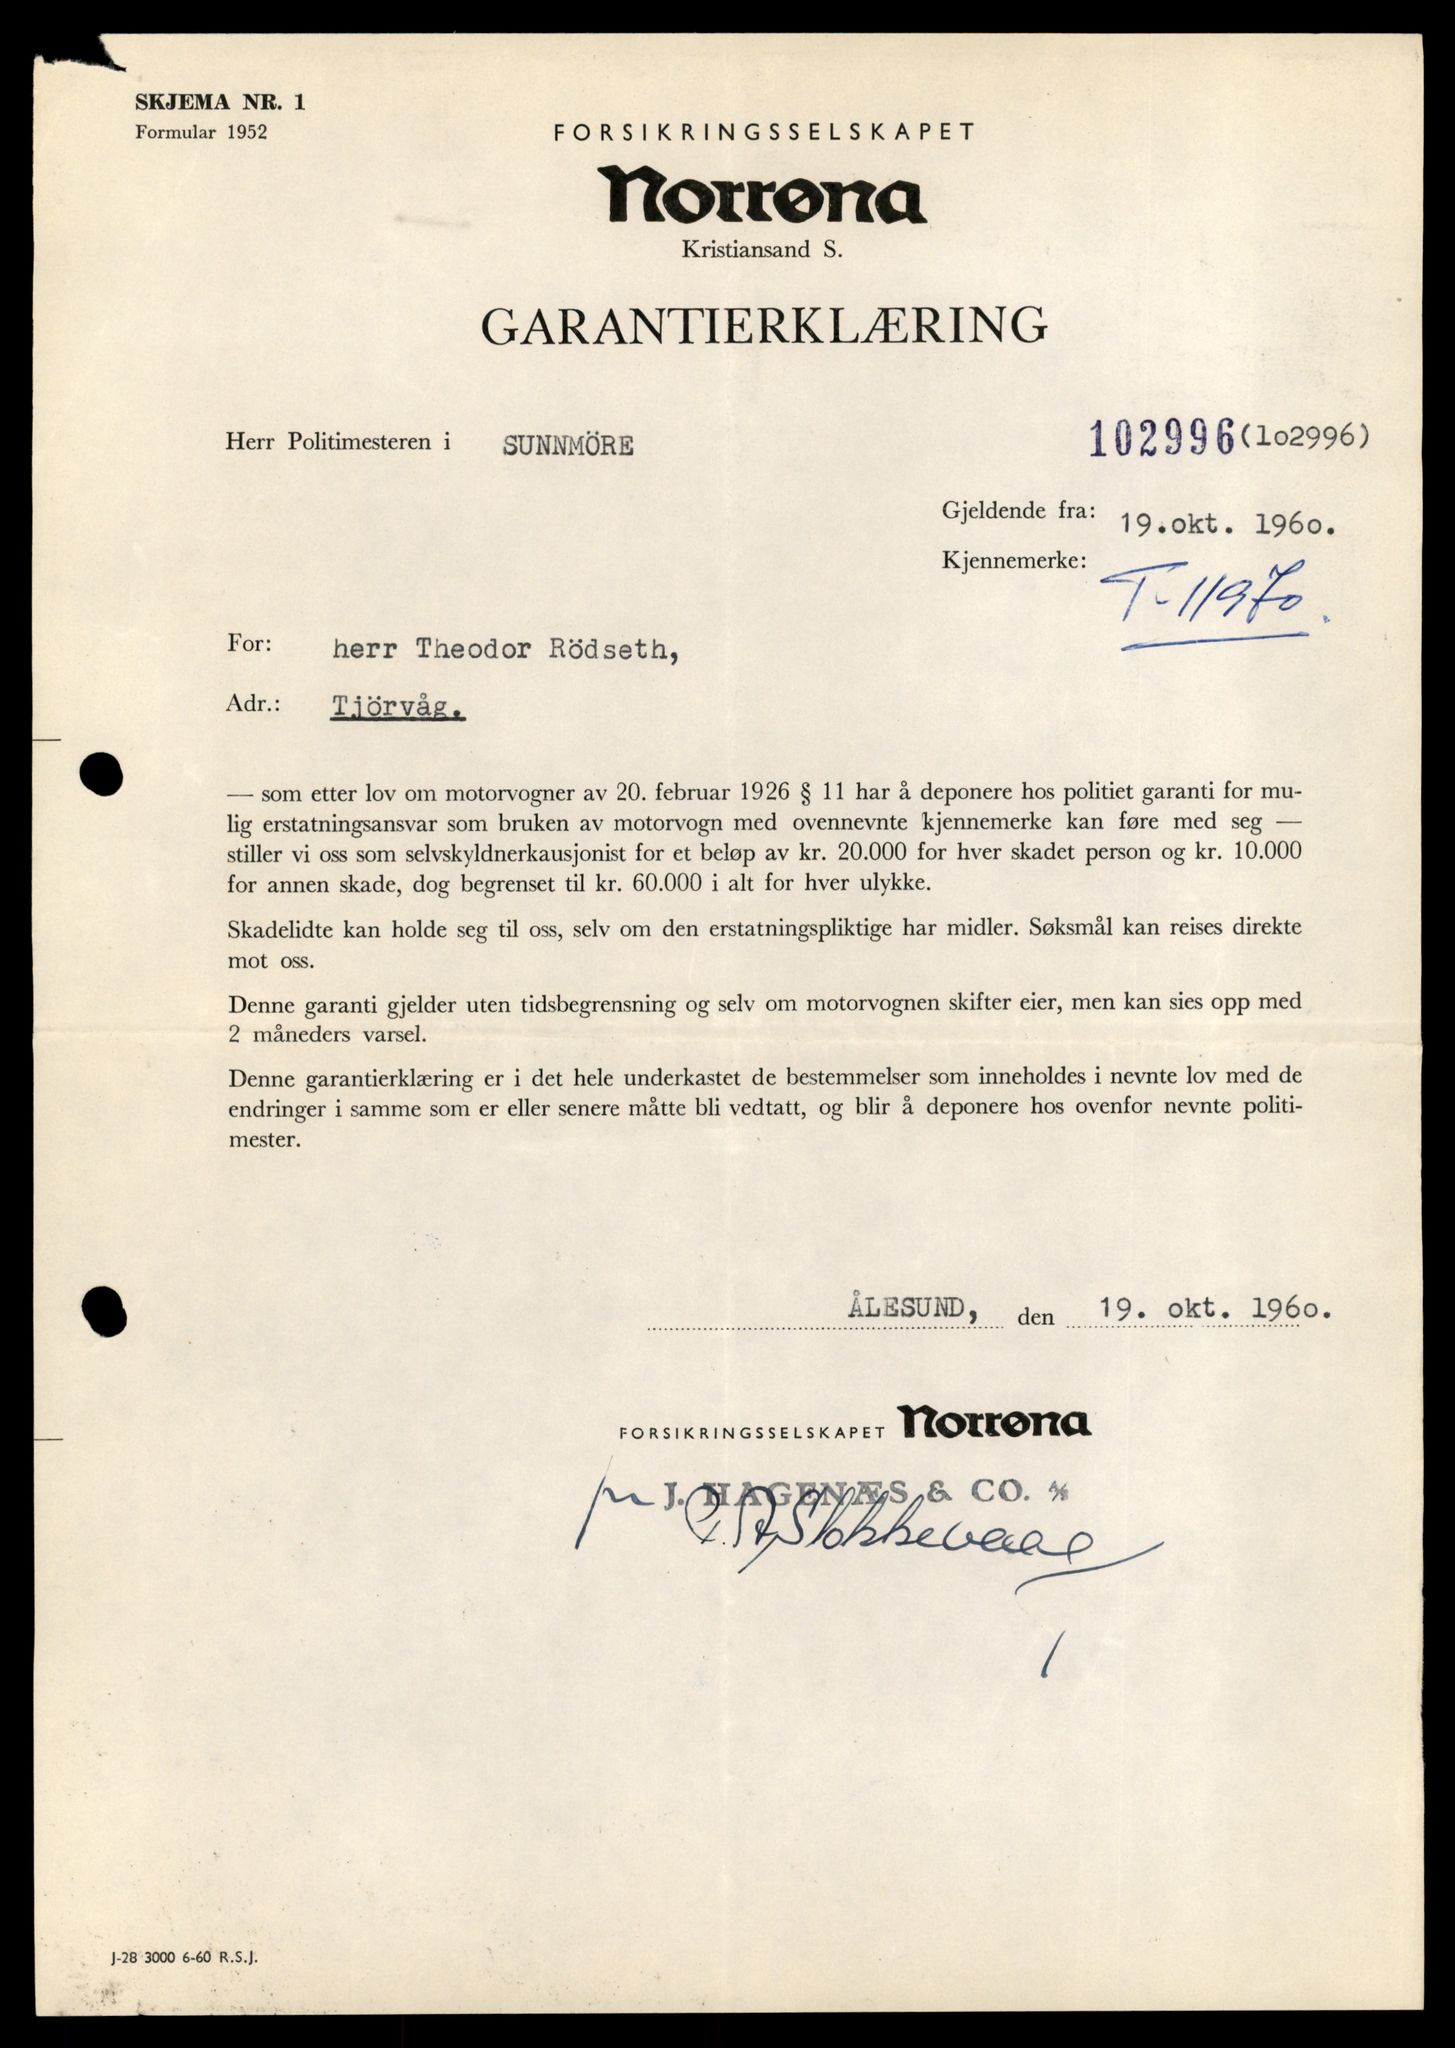 SKJEMA NR. 1
Formular 1952
FORSIKRINGSSELSKAPET
Norrøna
Kristiansand S.
GARANTIERKLÆRING
Herr Politimesteren i SUNNMÖRE
102996 (lo2996)
Gjeldende fra: 19.okt. 196o.
Kjennemerke: T-11970.
For: herr Theodor Rödseth,
Adr.: Tjörvåg.
— som etter lov om motorvogner av 20. februar 1926 § 11 har å deponere hos politiet garanti for mu-
lig erstatningsansvar som bruken av motorvogn med ovennevnte kjennemerke kan føre med seg —
stiller vi oss som selvskyldnerkausjonist for et beløp av kr. 20.000 for hver skadet person og kr. 10.000
for annen skade, dog begrenset til kr. 60.000 i alt for hver ulykke.
Skadelidte kan holde seg til oss, selv om den erstatningspliktige har midler. Søksmål kan reises direkte
mot oss.
Denne garanti gjelder uten tidsbegrensning og selv om motorvognen skifter eier, men kan sies opp med
2 måneders varsel.
Denne garantierklæring er i det hele underkastet de bestemmelser som inneholdes i nevnte lov med de
endringer i samme som er eller senere måtte bli vedtatt, og blir å deponere hos ovenfor nevnte politi-
mester.
ÅLESUND, den 19. okt. 196o.
FORSIKRINGSSELSKAPET Norrøna
J. HAGENÆS & CO. A/S
J-28 3000 6-60 R.S.J.